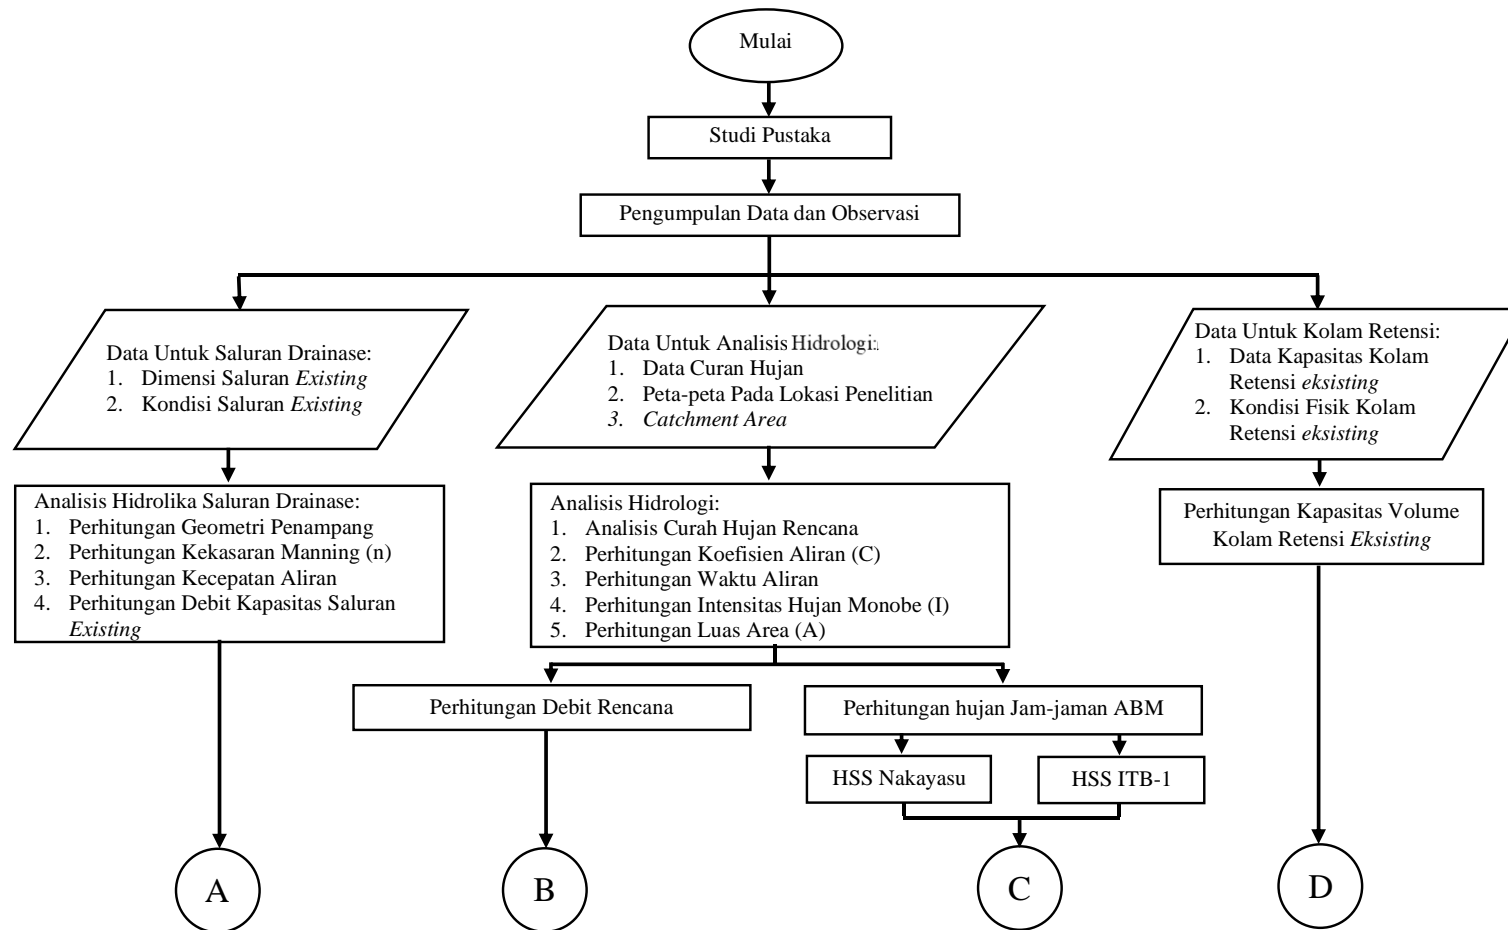 Mulai
Studi Pustaka
Pengumpulan Data dan Observasi
Data Untuk Saluran Drainase:
1. Dimensi Saluran Existing
2. Kondisi Saluran Existing
Data Untuk Analisis Hidrologi:
1. Data Curan Hujan
2. Peta-peta Pada Lokasi Penelitian
3. Catchment Area
Data Untuk Kolam Retensi:
1. Data Kapasitas Kolam
Retensi eksisting
2. Kondisi Fisik Kolam
Retensi eksisting
Analisis Hidrolika Saluran Drainase:
1. Perhitungan Geometri Penampang
2. Perhitungan Kekasaran Manning (n)
3. Perhitungan Kecepatan Aliran
4. Perhitungan Debit Kapasitas Saluran
Existing
Analisis Hidrologi:
1. Analisis Curah Hujan Rencana
2. Perhitungan Koefisien Aliran (C)
3. Perhitungan Waktu Aliran
4. Perhitungan Intensitas Hujan Monobe (I)
5. Perhitungan Luas Area (A)
Perhitungan Kapasitas Volume
Kolam Retensi Eksisting
Perhitungan Debit Rencana
Perhitungan hujan Jam-jaman ABM
HSS Nakayasu
HSS ITB-1
A
B
C
D